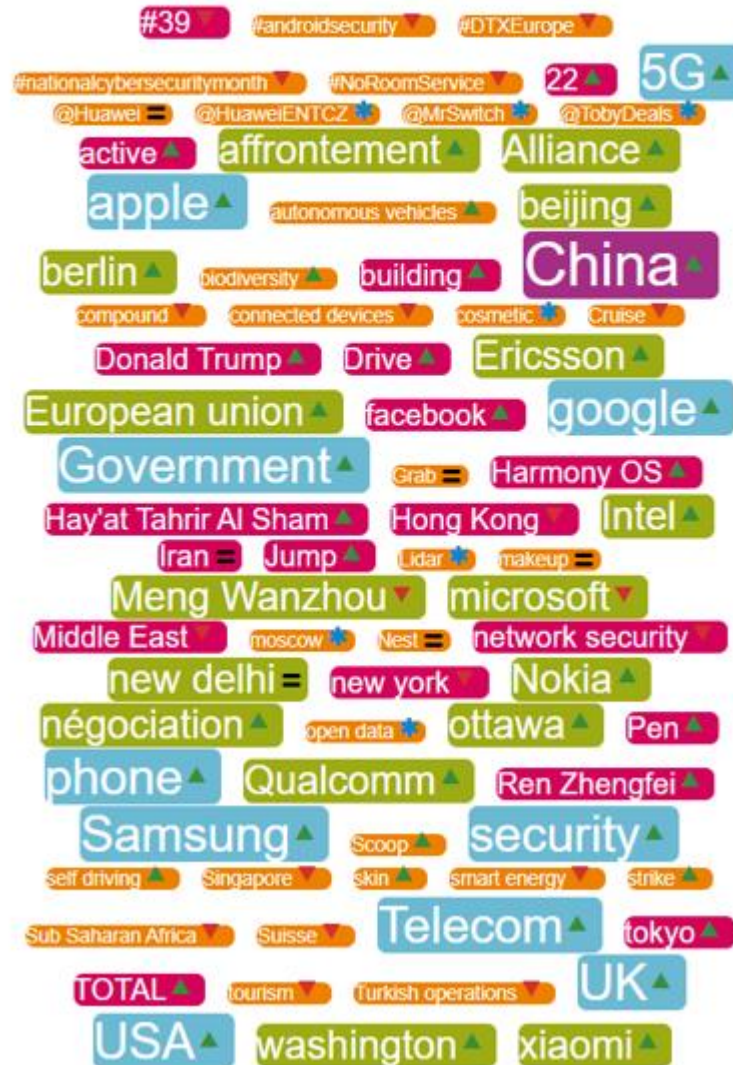 #39 #androidsecurity #DTXEurope
#nationalcybersecuritymonth #NoRoomService 22 5G
@Huawei = @HuaweiENTCZ * @MrSwitch * @TobyDeals *
active affrontement Alliance
apple autonomous vehicles beijing
berlin biodiversity building China
compound connected devices cosmetic * Cruise
Donald Trump Drive Ericsson
European union facebook google
Government Grab = Harmony OS
Hay'at Tahrir Al Sham Hong Kong Intel
Iran = Jump Lidar * makeup =
Meng Wanzhou microsoft
Middle East moscow * Nest = network security
new delhi = new york Nokia
négociation open data * ottawa Pen
phone Qualcomm Ren Zhengfei
Samsung Scoop security
self driving Singapore skin smart energy strike
Sub Saharan Africa Suisse Telecom tokyo
TOTAL tourism Turkish operations UK
USA washington xiaomi